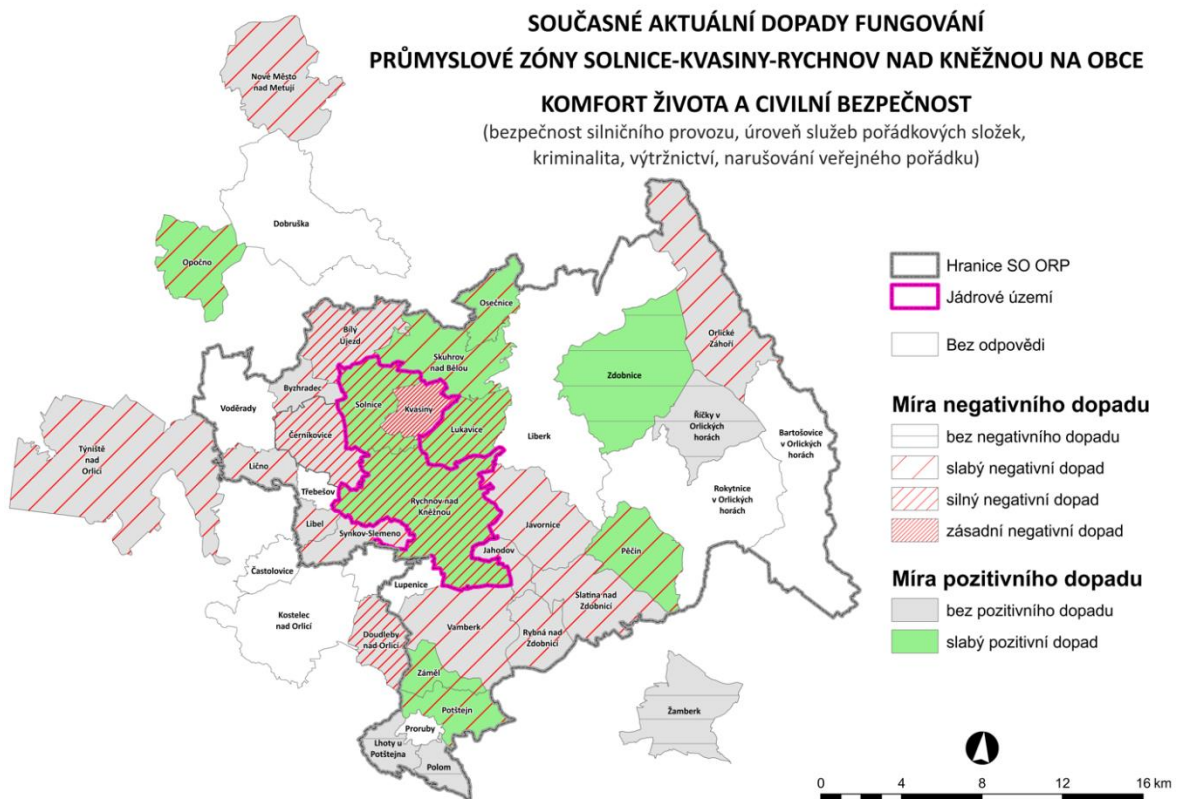 SOUČASNÉ AKTUÁLNÍ DOPADY FUNGOVÁNÍ
PRŮMYSLOVÉ ZÓNY SOLNICE-KVASINY-RYCHNOV NAD KNĚŽNOU NA OBCE
KOMFORT ŽIVOTA A CIVILNÍ BEZPEČNOST
(bezpečnost silničního provozu, úroveň služeb pořádkových složek,
kriminalita, výtržnictví, narušování veřejného pořádku)
Nové Město
nad Metují
Dobruška
Opočno
Osečnice
Bílý
Újezd
Skuhrov
nad Bělou
Orlické
Záhoří
Zdobnice
Byzhradec
Solnice
Kvasiny
Voděrady
Lukavice
Liberk
Říčky v
Orlických
horách
Bartošovice
v Orlických
horách
Černíkovice
Týniště
nad
Orlicí
Lično
Třebešov
Rychnov nad
Kněžnou
Rokytnice
v Orlických
horách
Libel
Synkov-Slemeno
Javornice
Jahodov
Pěčín
Častolovice
Lupenice
Slatina nad
Zdobnicí
Kostelec
nad Orlicí
Doudleby
nad Orlicí
Vamberk
Rybná nad
Zdobnicí
Záměl
Potštejn
Proruby
Lhoty u
Potštejna
Polom
Žamberk
Hranice SO ORP
Jádrové území
Bez odpovědi
Míra negativního dopadu
bez negativního dopadu
slabý negativní dopad
silný negativní dopad
zásadní negativní dopad
Míra pozitivního dopadu
bez pozitivního dopadu
slabý pozitivní dopad
0 4 8 12 16 km